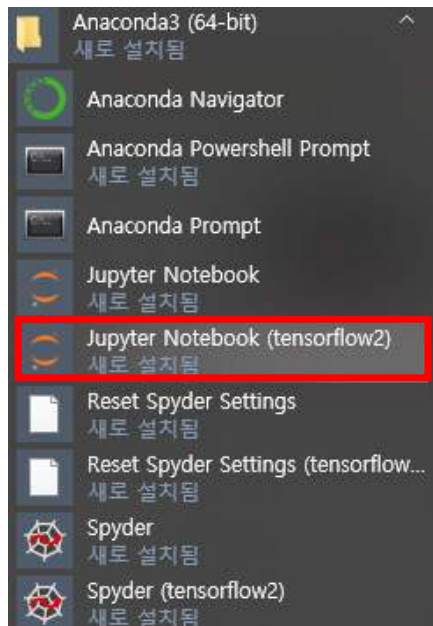 Anaconda3 (64-bit)
새로 설치됨
Anaconda Navigator
Anaconda Powershell Prompt
새로 설치됨
Anaconda Prompt
Jupyter Notebook
새로 설치됨
Jupyter Notebook (tensorflow2)
새로 설치됨
Reset Spyder Settings
새로 설치됨
Reset Spyder Settings (tensorflow...
새로 설치됨
Spyder
새로 설치됨
Spyder (tensorflow2)
새로 설치됨